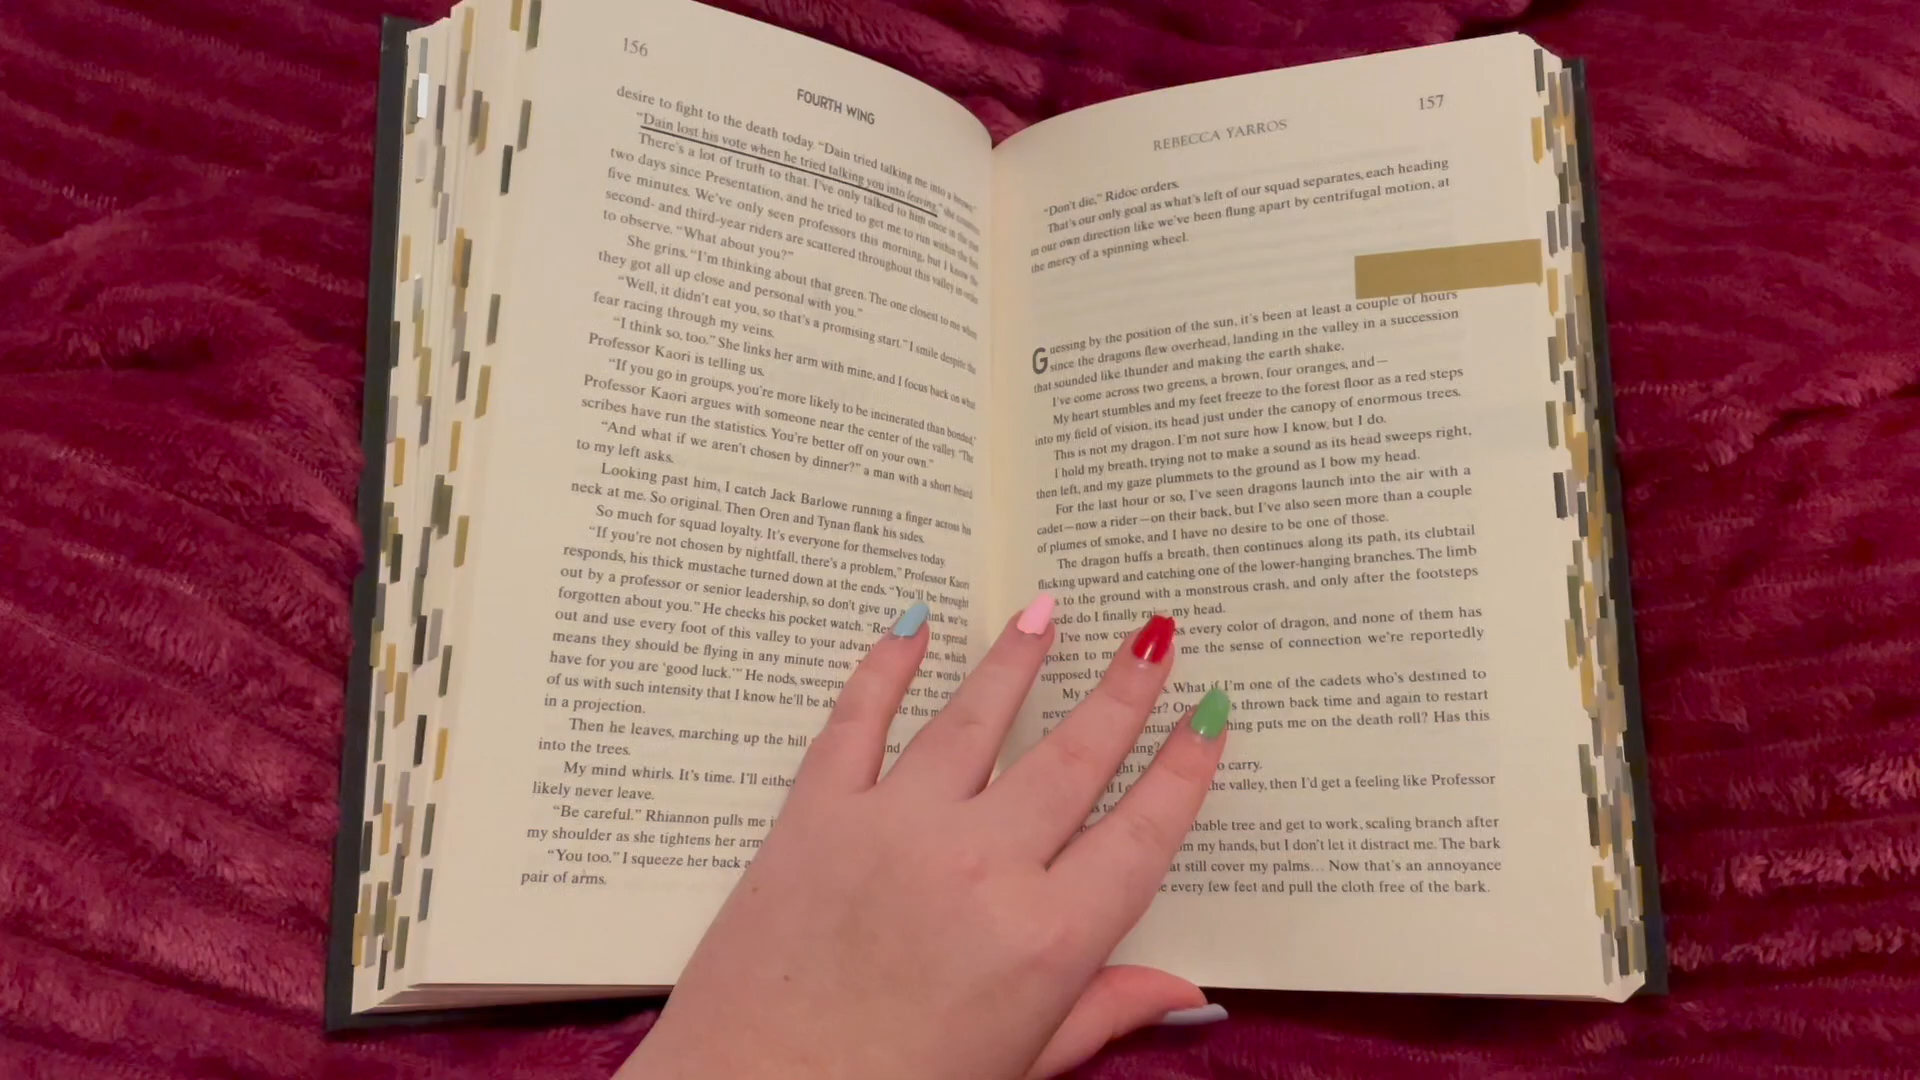 156
FOURTH WING
desire to fight to the death today. “Dain tried talking me into a brown.”
“Dain lost his vote when he tried talking you into leaving,” she
There’s a lot of truth to that. I’ve only talked to him once in the
two days since Presentation, and he tried to get me to run within the first
five minutes. We’ve only seen professors this morning, but I know the
second- and third-year riders are scattered throughout this valley in order
to observe. “What about you?”
She grins. “I’m thinking about that green. The one closest to me when
they got all up close and personal with you.”
“Well, it didn’t eat you, so that’s a promising start.” I smile despite the
fear racing through my veins.
“I think so, too.” She links her arm with mine, and I focus back on what
Professor Kaori is telling us.
“If you go in groups, you’re more likely to be incinerated than bonded,”
Professor Kaori argues with someone near the center of the valley. “The
scribes have run the statistics. You’re better off on your own.”
“And what if we aren’t chosen by dinner?” a man with a short beard
to my left asks.
Looking past him, I catch Jack Barlowe running a finger across his
neck at me. So original. Then Oren and Tynan flank his sides.
So much for squad loyalty. It’s everyone for themselves today.
“If you’re not chosen by nightfall, there’s a problem,” Professor Kaori
responds, his thick mustache turned down at the ends. “You’ll be brought
out by a professor or senior leadership, so don’t give up a we’ve
forgotten about you.” He checks his pocket watch. to spread
out and use every foot of this valley to your which
means they should be flying in any minute now. words I
have for you are ‘good luck.’” He nods, the
of us with such intensity that I know he’ll be this
in a projection.
Then he leaves, marching up the hill
into the trees.
My mind whirls. It’s time. I’ll
likely never leave.
“Be careful.” Rhiannon pulls me
my shoulder as she tightens her
“You too.” I squeeze her back
pair of arms.
REBECCA YARROS
157
“Don’t die,” Ridoc orders.
That’s our only goal as what’s left of our squad separates, each heading
in our own direction like we’ve been flung apart by centrifugal motion, at
the mercy of a spinning wheel.
Guessing by the position of the sun, it’s been at least a couple of hours
since the dragons flew overhead, landing in the valley in a succession
that sounded like thunder and making the earth shake.
I’ve come across two greens, a brown, four oranges, and—
My heart stumbles and my feet freeze to the forest floor as a red steps
into my field of vision, its head just under the canopy of enormous trees.
This is not my dragon. I’m not sure how I know, but I do.
I hold my breath, trying not to make a sound as its head sweeps right,
then left, and my gaze plummets to the ground as I bow my head.
For the last hour or so, I’ve seen dragons launch into the air with a
cadet—now a rider—on their back, but I’ve also seen more than a couple
of plumes of smoke, and I have no desire to be one of those.
The dragon huffs a breath, then continues along its path, its clubtail
flicking upward and catching one of the lower-hanging branches. The limb
to the ground with a monstrous crash, and only after the footsteps
do I finally my head.
I’ve now every color of dragon, and none of them has
spoken to me the sense of connection we’re reportedly
supposed to
My What if I’m one of the cadets who’s destined to
thrown back time and again to restart
puts me on the death roll? Has this
is carry.
if I the valley, then I’d get a feeling like Professor
tree and get to work, scaling branch after
my hands, but I don’t let it distract me. The bark
still cover my palms… Now that’s an annoyance
every few feet and pull the cloth free of the bark.